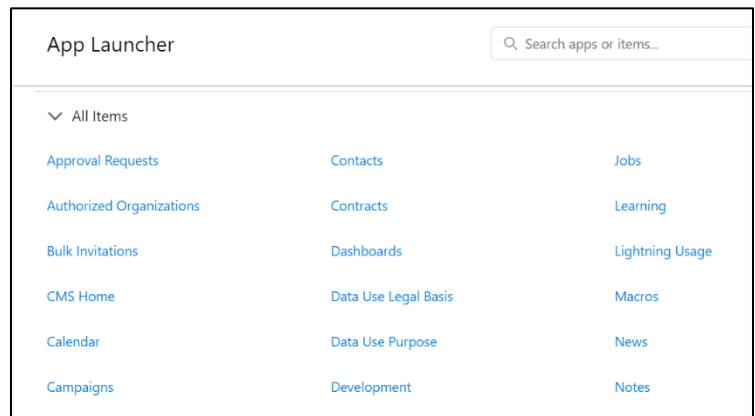 App Launcher
Search apps or items...
All Items
Approval Requests
Contacts
Jobs
Authorized Organizations
Contracts
Learning
Bulk Invitations
Dashboards
Lightning Usage
CMS Home
Data Use Legal Basis
Macros
Calendar
Data Use Purpose
News
Campaigns
Development
Notes